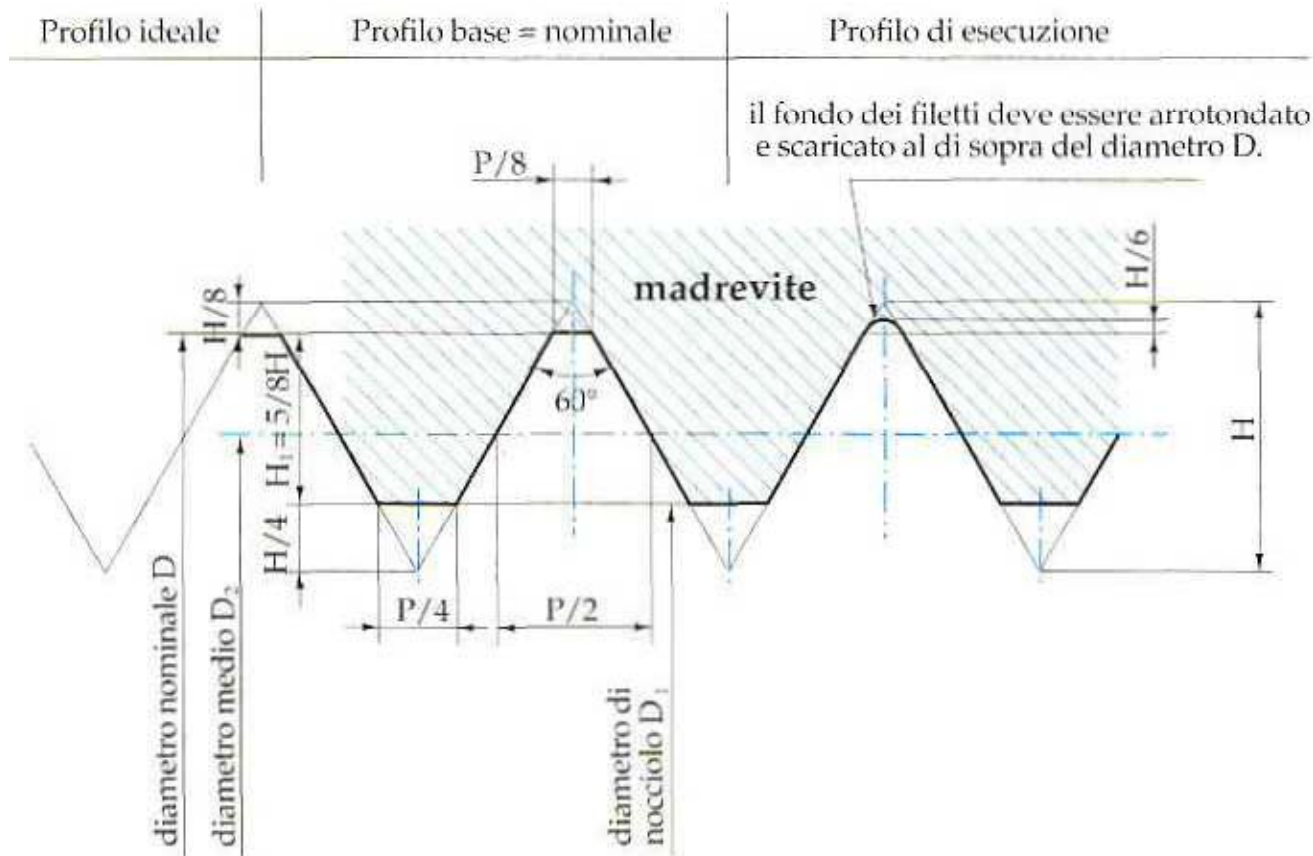 Profilo ideale
Profilo base = nominale
Profilo di esecuzione
il fondo dei filetti deve essere arrotondato
e scaricato al di sopra del diametro D.
P/8
H/6
H/8
madrevite
60°
H₁=5/8H
H
H/4
P/4
P/2
diametro nominale D
diametro medio D₂
diametro di
nocciolo D₁